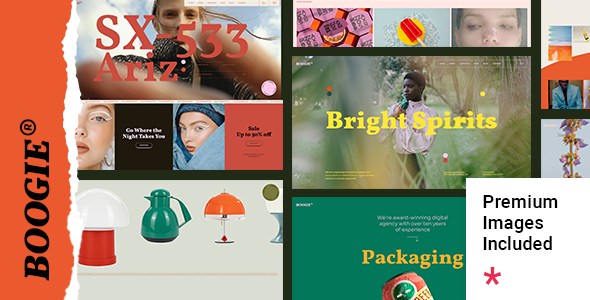 BOOGIE®
SX-533
Ariz:
Go Where the
Night Takes You
Sale
Up to 50% off
BOOGIE®
Bright Spirits
BOOGIE®
We're award-winning digital
agency with over ten years
of experience
Packaging
Premium
Images
Included
*